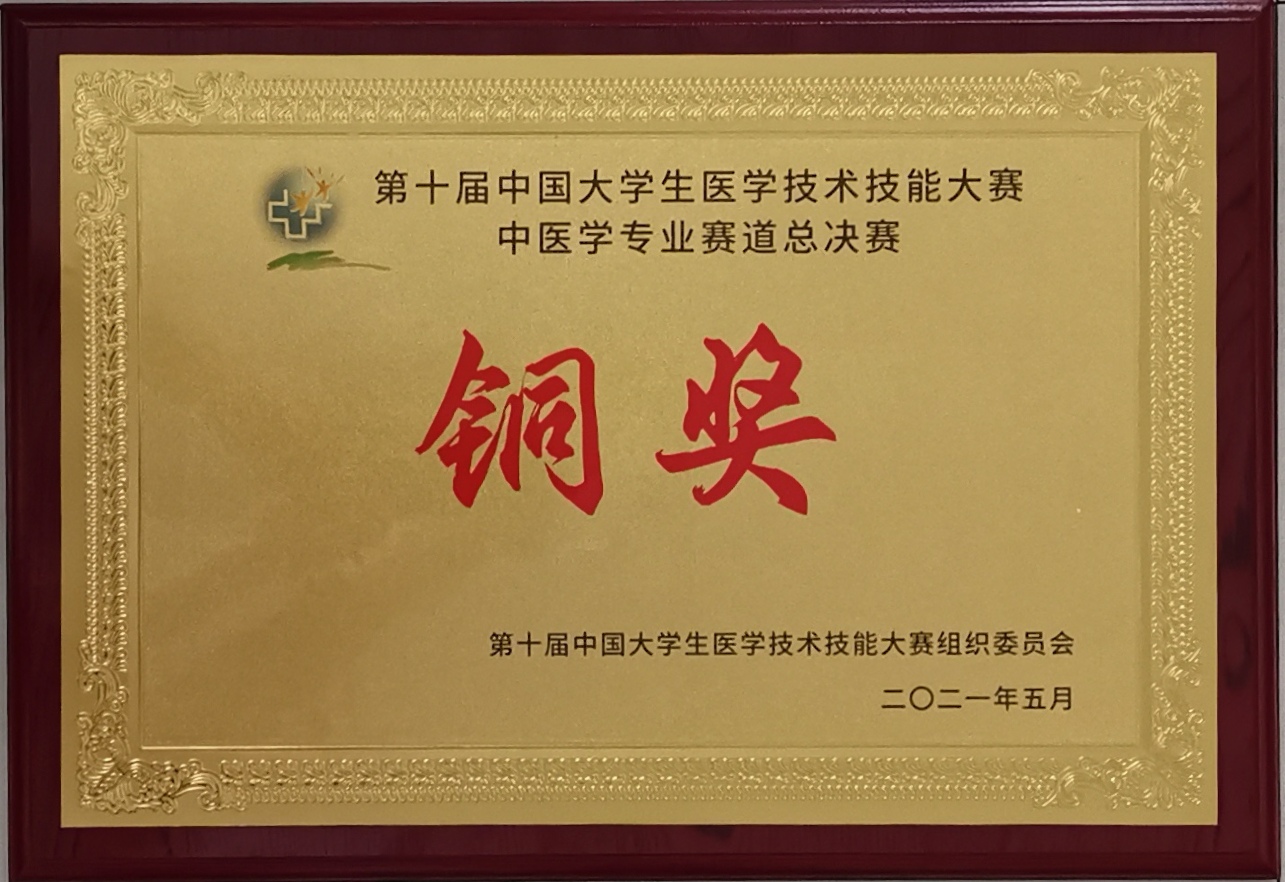 第十届中国大学生医学技术技能大赛
中医学专业赛道总决赛
铜奖
第十届中国大学生医学技术技能大赛组织委员会
二〇二一年五月